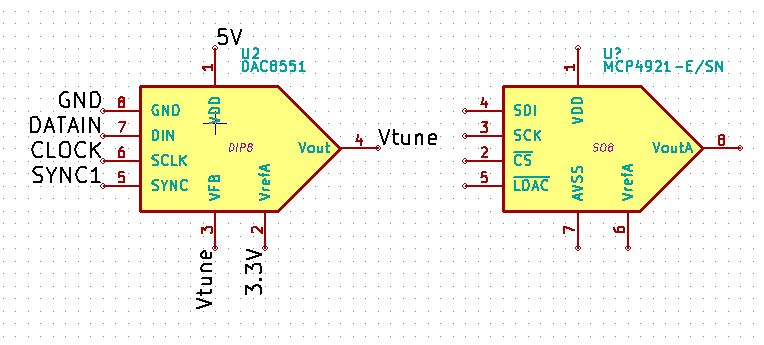 5V
U2
DAC8551
1
GND 8 GND
DATAIN 7 DIN
CLOCK 6 SCLK
SYNC1 5 SYNC
VDD
DIP8
Vout 4 Vtune
VFB
VrefA
3
2
Vtune
3.3V
U?
MCP4921-E/SN
1
4 SDI
3 SCK
2 CS
5 LDAC
VDD
SO8
VoutA 8
AVSS
VrefA
7
6